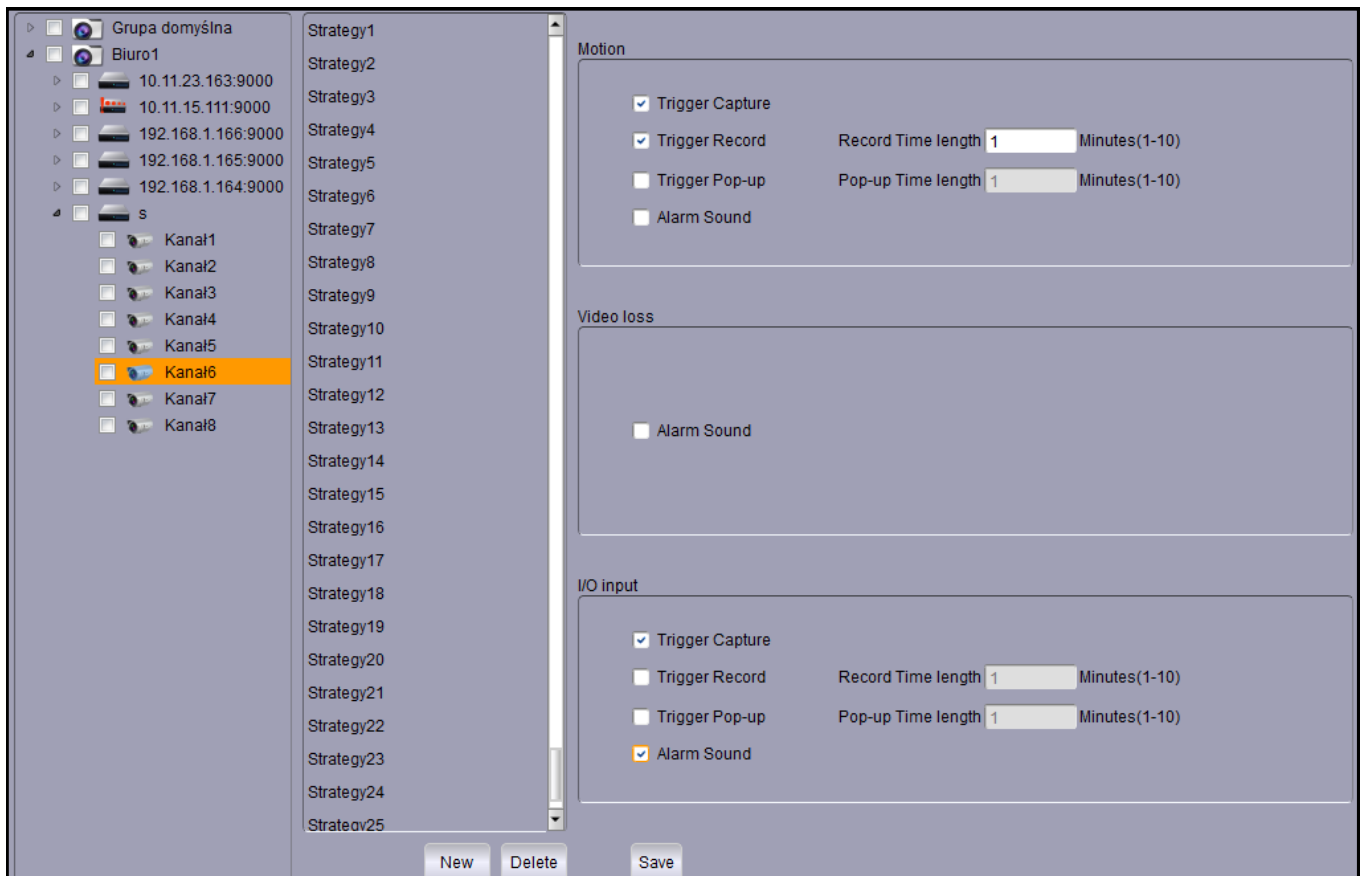 Grupa domyślna
Biuro1
10.11.23.163:9000
10.11.15.111:9000
192.168.1.166:9000
192.168.1.165:9000
192.168.1.164:9000
s
Kanał1
Kanał2
Kanał3
Kanał4
Kanał5
Kanał6
Kanał7
Kanał8
Strategy1
Strategy2
Strategy3
Strategy4
Strategy5
Strategy6
Strategy7
Strategy8
Strategy9
Strategy10
Strategy11
Strategy12
Strategy13
Strategy14
Strategy15
Strategy16
Strategy17
Strategy18
Strategy19
Strategy20
Strategy21
Strategy22
Strategy23
Strategy24
Strategy25
New Delete Save
Motion
Trigger Capture
Trigger Record Record Time length 1 Minutes(1-10)
Trigger Pop-up Pop-up Time length 1 Minutes(1-10)
Alarm Sound
Video loss
Alarm Sound
I/O input
Trigger Capture
Trigger Record Record Time length 1 Minutes(1-10)
Trigger Pop-up Pop-up Time length 1 Minutes(1-10)
Alarm Sound